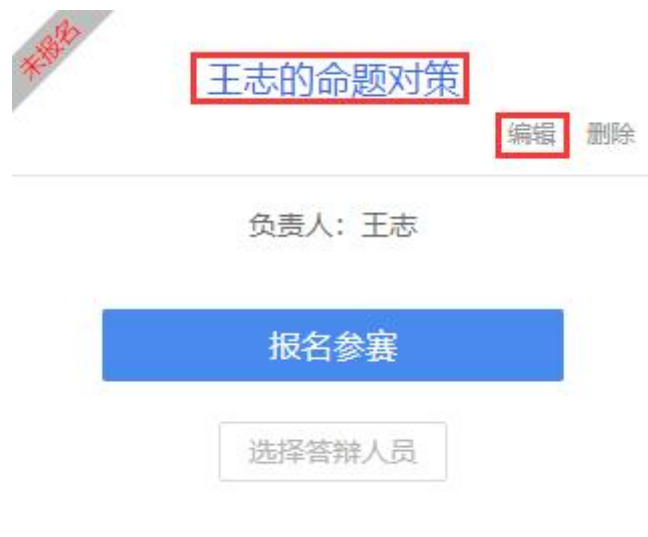 未报名
王志的命题对策
编辑 删除
负责人：王志
报名参赛
选择答辩人员